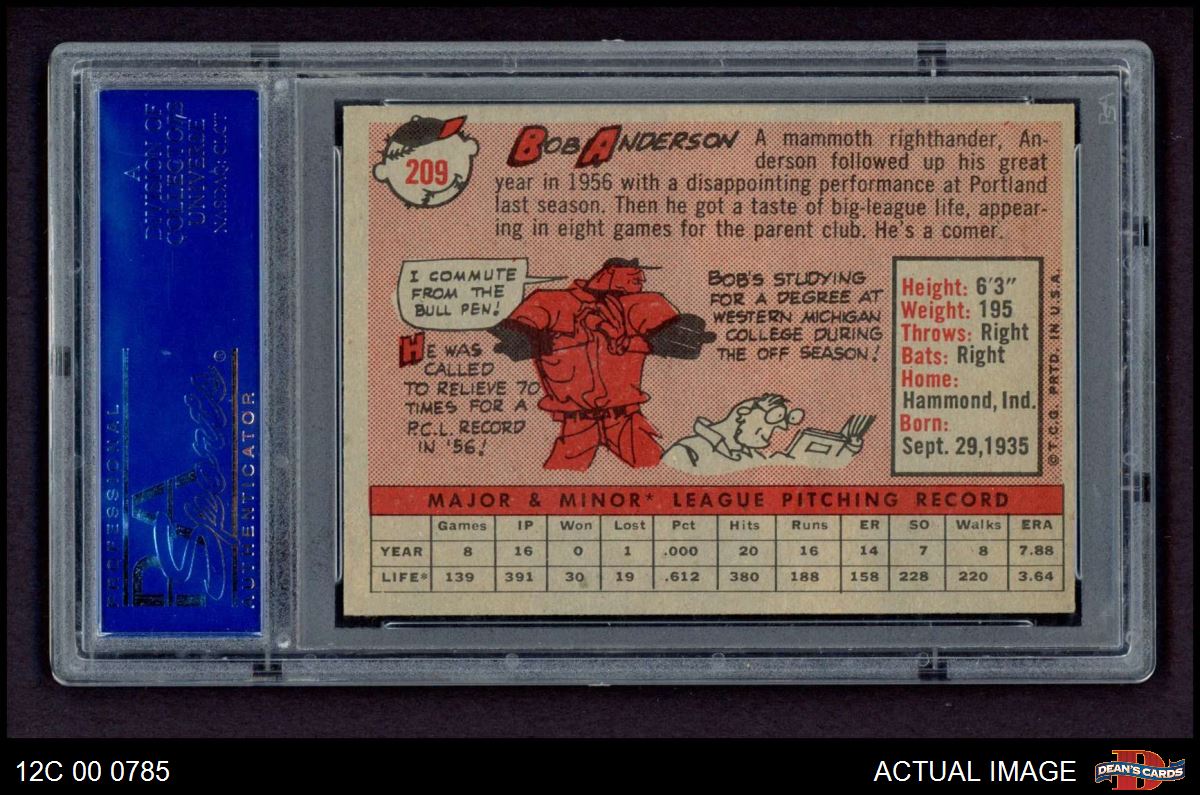 A
DIVISION OF
COLLECTORS
UNIVERSE
NASDAQ: CLCT
PROFESSIONAL
PSA
Sports ®
AUTHENTICATOR
209
BOB ANDERSON A mammoth righthander, An-
derson followed up his great
year in 1956 with a disappointing performance at Portland
last season. Then he got a taste of big-league life, appear-
ing in eight games for the parent club. He's a comer.
I COMMUTE
FROM THE
BULL PEN!
HE WAS
CALLED
TO RELIEVE 70
TIMES FOR A
P.C.L. RECORD
IN '56!
BOB'S STUDYING
FOR A DEGREE AT
WESTERN MICHIGAN
COLLEGE DURING
THE OFF SEASON!
Height: 6'3"
Weight: 195
Throws: Right
Bats: Right
Home:
Hammond, Ind.
Born:
Sept. 29, 1935
© T.C.G. PRTD. IN U.S.A.
MAJOR & MINOR* LEAGUE PITCHING RECORD
Games IP Won Lost Pct Hits Runs ER SO Walks ERA
YEAR 8 16 0 1 .000 20 16 14 7 8 7.88
LIFE* 139 391 30 19 .612 380 188 158 228 220 3.64
12C 00 0785
ACTUAL IMAGE
D
DEAN'S CARDS